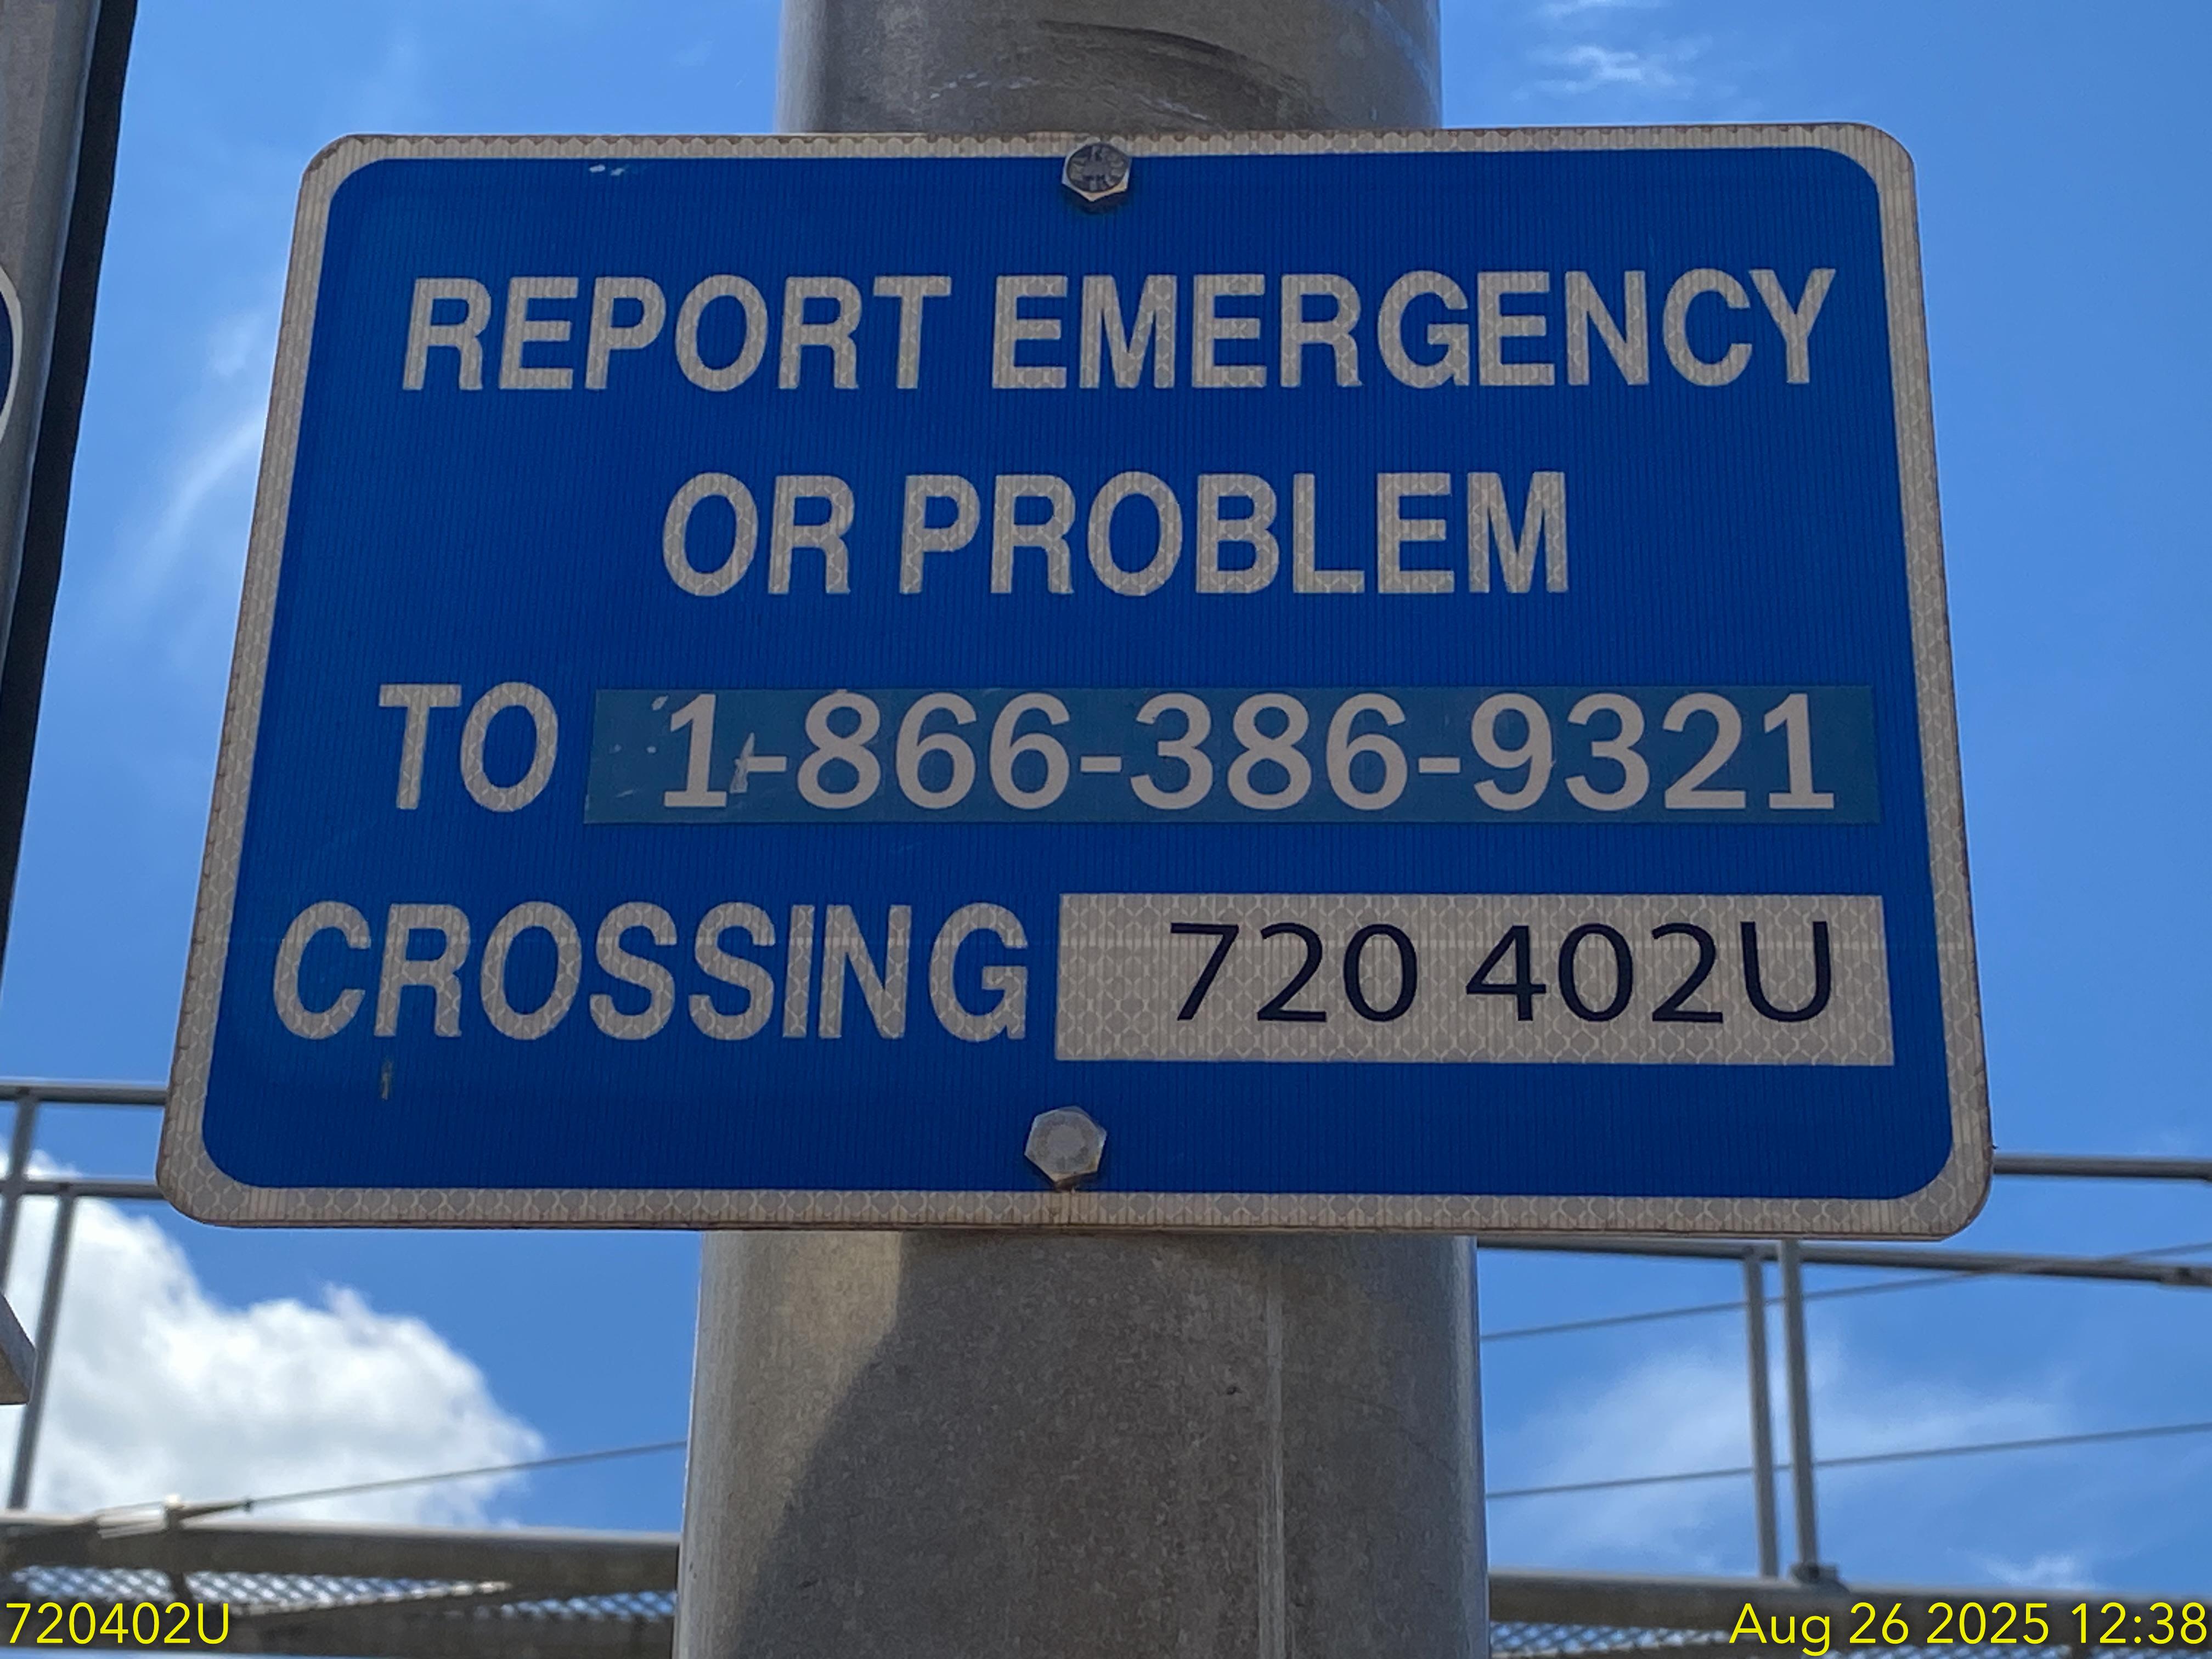 REPORT EMERGENCY
OR PROBLEM
TO 1-866-386-9321
CROSSING 720 402U
720402U
Aug 26 2025 12:38